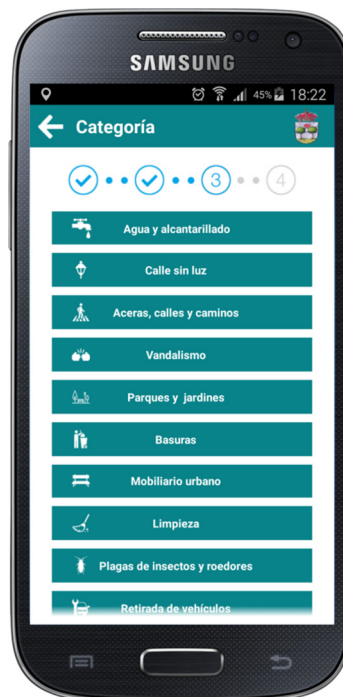 SAMSUNG
45% 18:22
Categoría
3 4
Agua y alcantarillado
Calle sin luz
Aceras, calles y caminos
Vandalismo
Parques y jardines
Basuras
Mobiliario urbano
Limpieza
Plagas de insectos y roedores
Retirada de vehículos